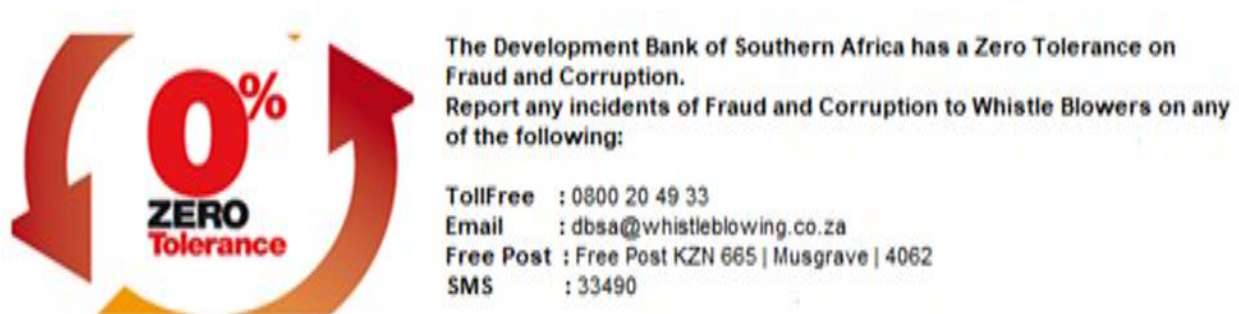 0%
ZERO
Tolerance
The Development Bank of Southern Africa has a Zero Tolerance on
Fraud and Corruption.
Report any incidents of Fraud and Corruption to Whistle Blowers on any
of the following:
TollFree : 0800 20 49 33
Email : dbsa@whistleblowing.co.za
Free Post : Free Post KZN 665 | Musgrave | 4062
SMS : 33490